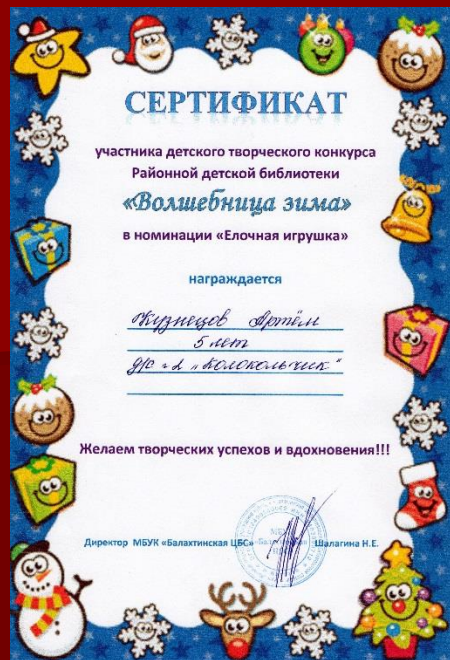 СЕРТИФИКАТ
участника детского творческого конкурса
Районной детской библиотеки
«Волшебница зима»
в номинации «Елочная игрушка»
награждается
Кузнецов Артём
5 лет
д/с №2 "Колокольчик"
Желаем творческих успехов и вдохновения!!!
Директор МБУК «Балахтинская ЦБС» Шалагина Н.Е.